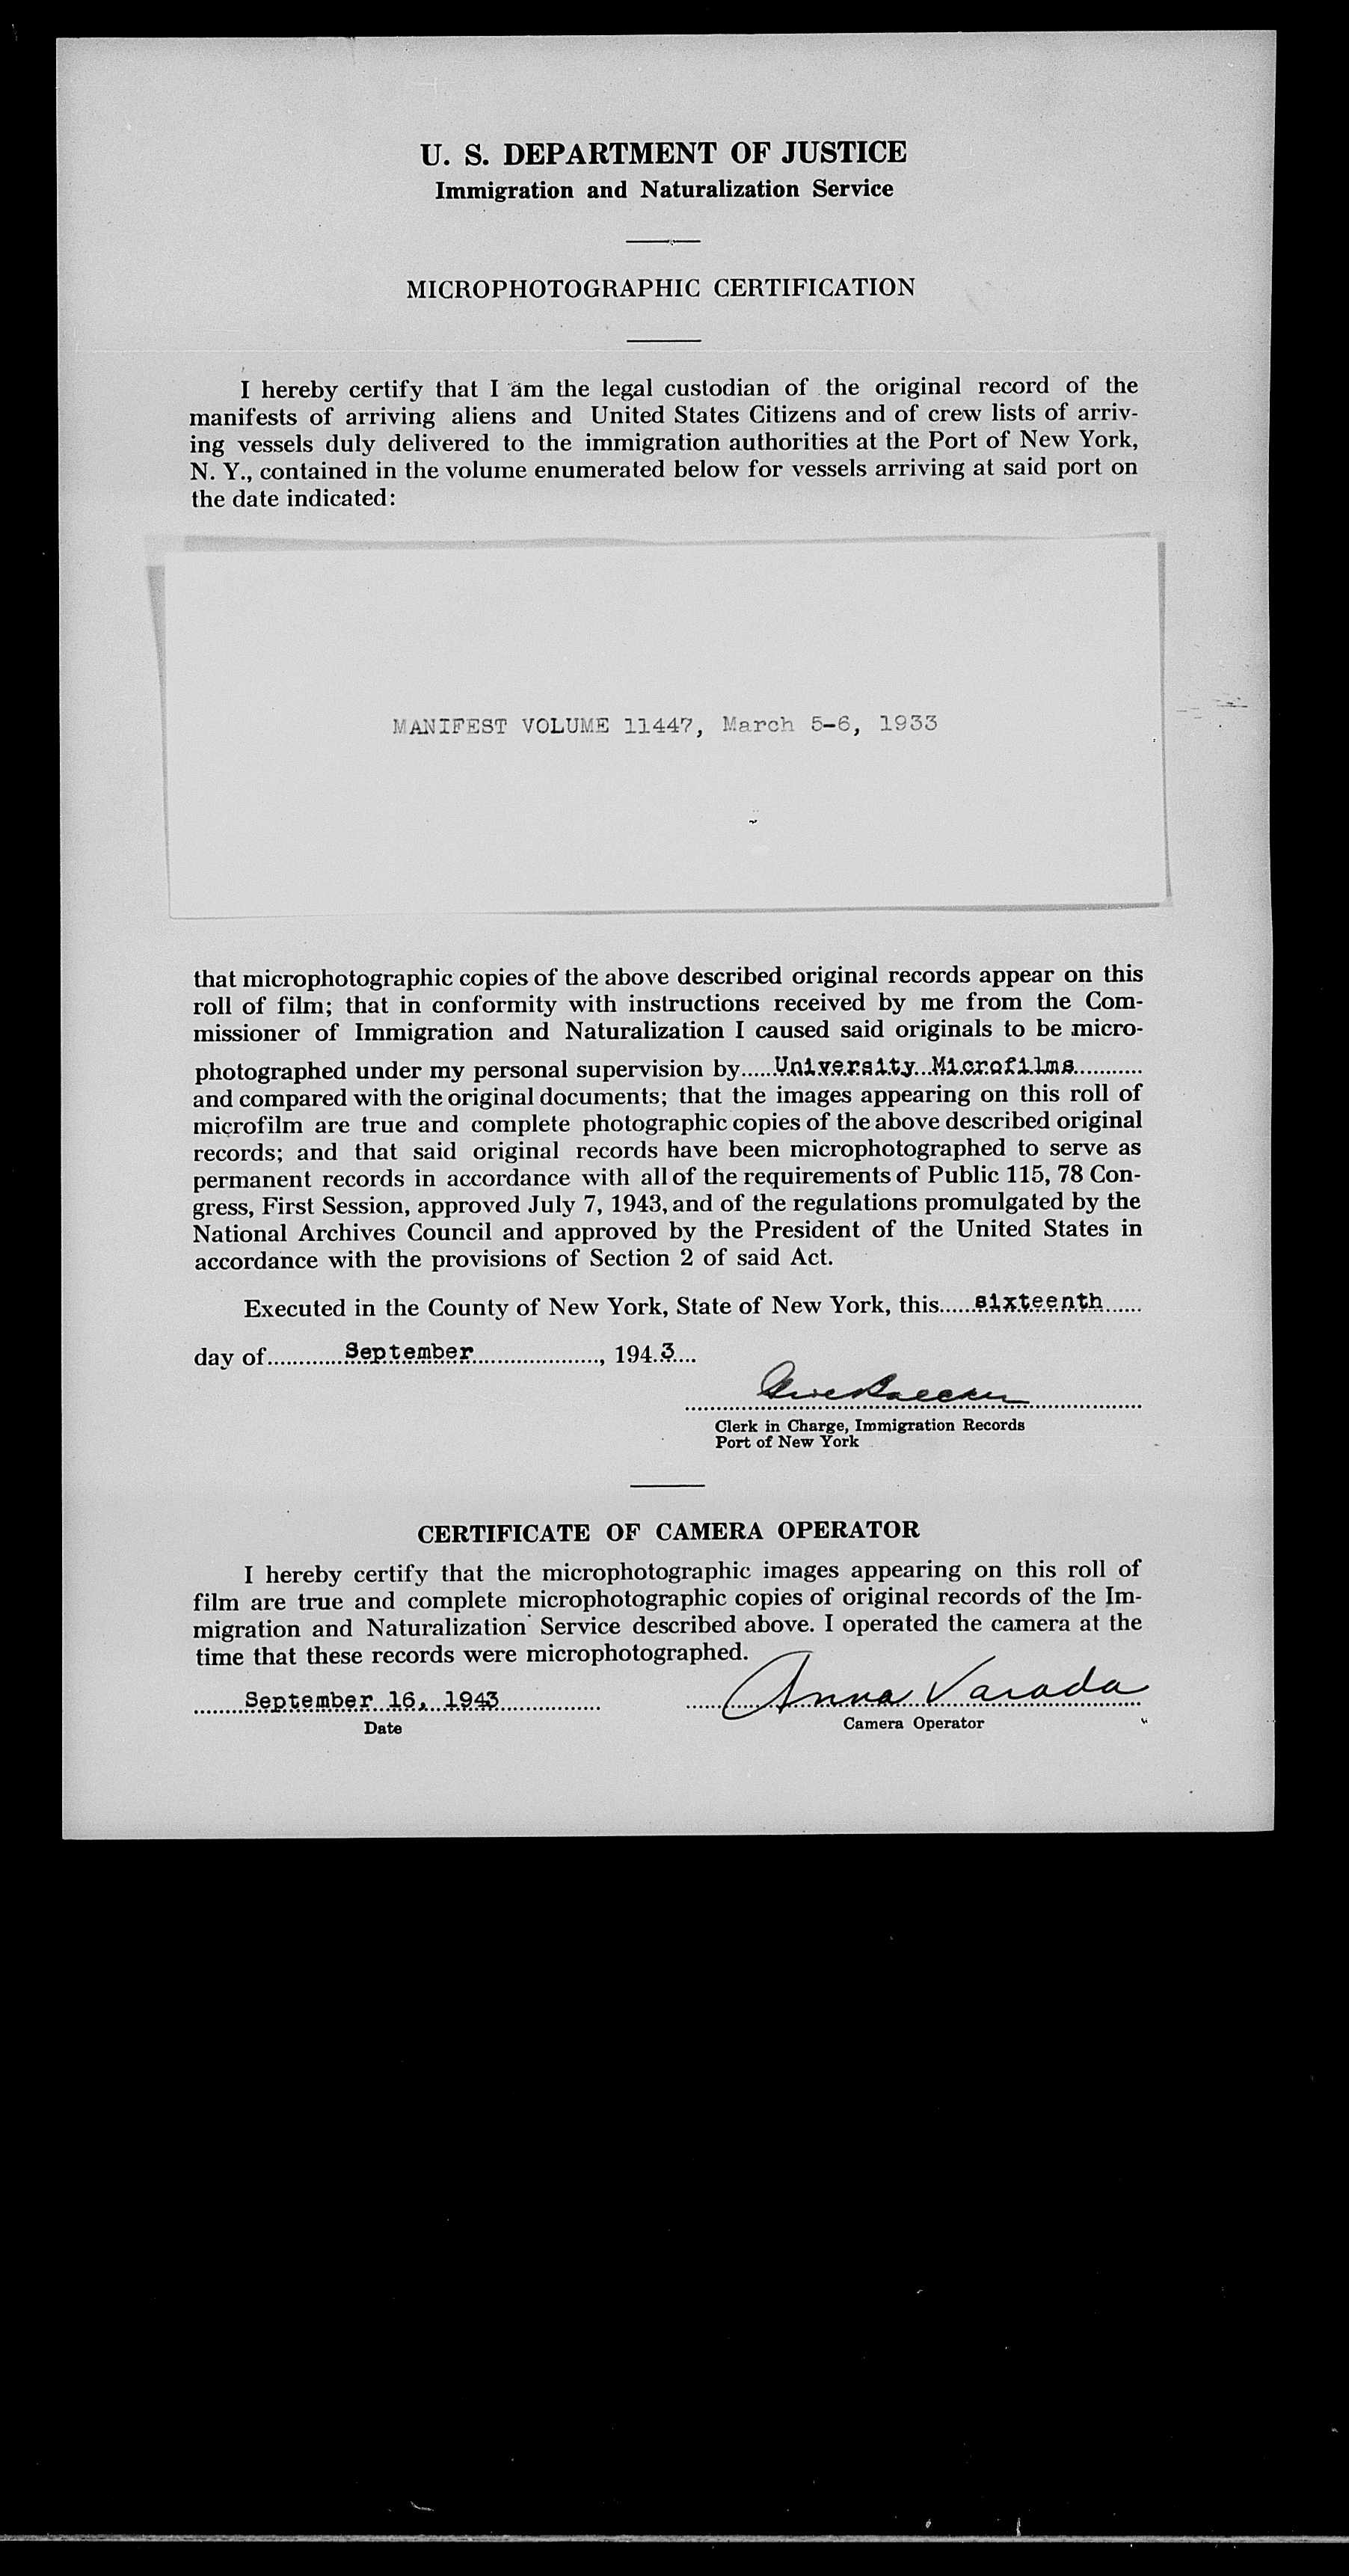 U. S. DEPARTMENT OF JUSTICE
Immigration and Naturalization Service
MICROPHOTOGRAPHIC CERTIFICATION
I hereby certify that I am the legal custodian of the original record of the
manifests of arriving aliens and United States Citizens and of crew lists of arriv-
ing vessels duly delivered to the immigration authorities at the Port of New York,
N. Y., contained in the volume enumerated below for vessels arriving at said port on
the date indicated:
MANIFEST VOLUME 11447, March 5-6, 1933
that microphotographic copies of the above described original records appear on this
roll of film; that in conformity with instructions received by me from the Com-
missioner of Immigration and Naturalization I caused said originals to be micro-
photographed under my personal supervision by.....University Microfilms...........
and compared with the original documents; that the images appearing on this roll of
microfilm are true and complete photographic copies of the above described original
records; and that said original records have been microphotographed to serve as
permanent records in accordance with all of the requirements of Public 115, 78 Con-
gress, First Session, approved July 7, 1943, and of the regulations promulgated by the
National Archives Council and approved by the President of the United States in
accordance with the provisions of Section 2 of said Act.
Executed in the County of New York, State of New York, this.....sixteenth......
day of............September...................., 194.3....
Clerk in Charge, Immigration Records
Port of New York
CERTIFICATE OF CAMERA OPERATOR
I hereby certify that the microphotographic images appearing on this roll of
film are true and complete microphotographic copies of original records of the Im-
migration and Naturalization Service described above. I operated the camera at the
time that these records were microphotographed.
September 16, 1943 Anna Varada
Date Camera Operator